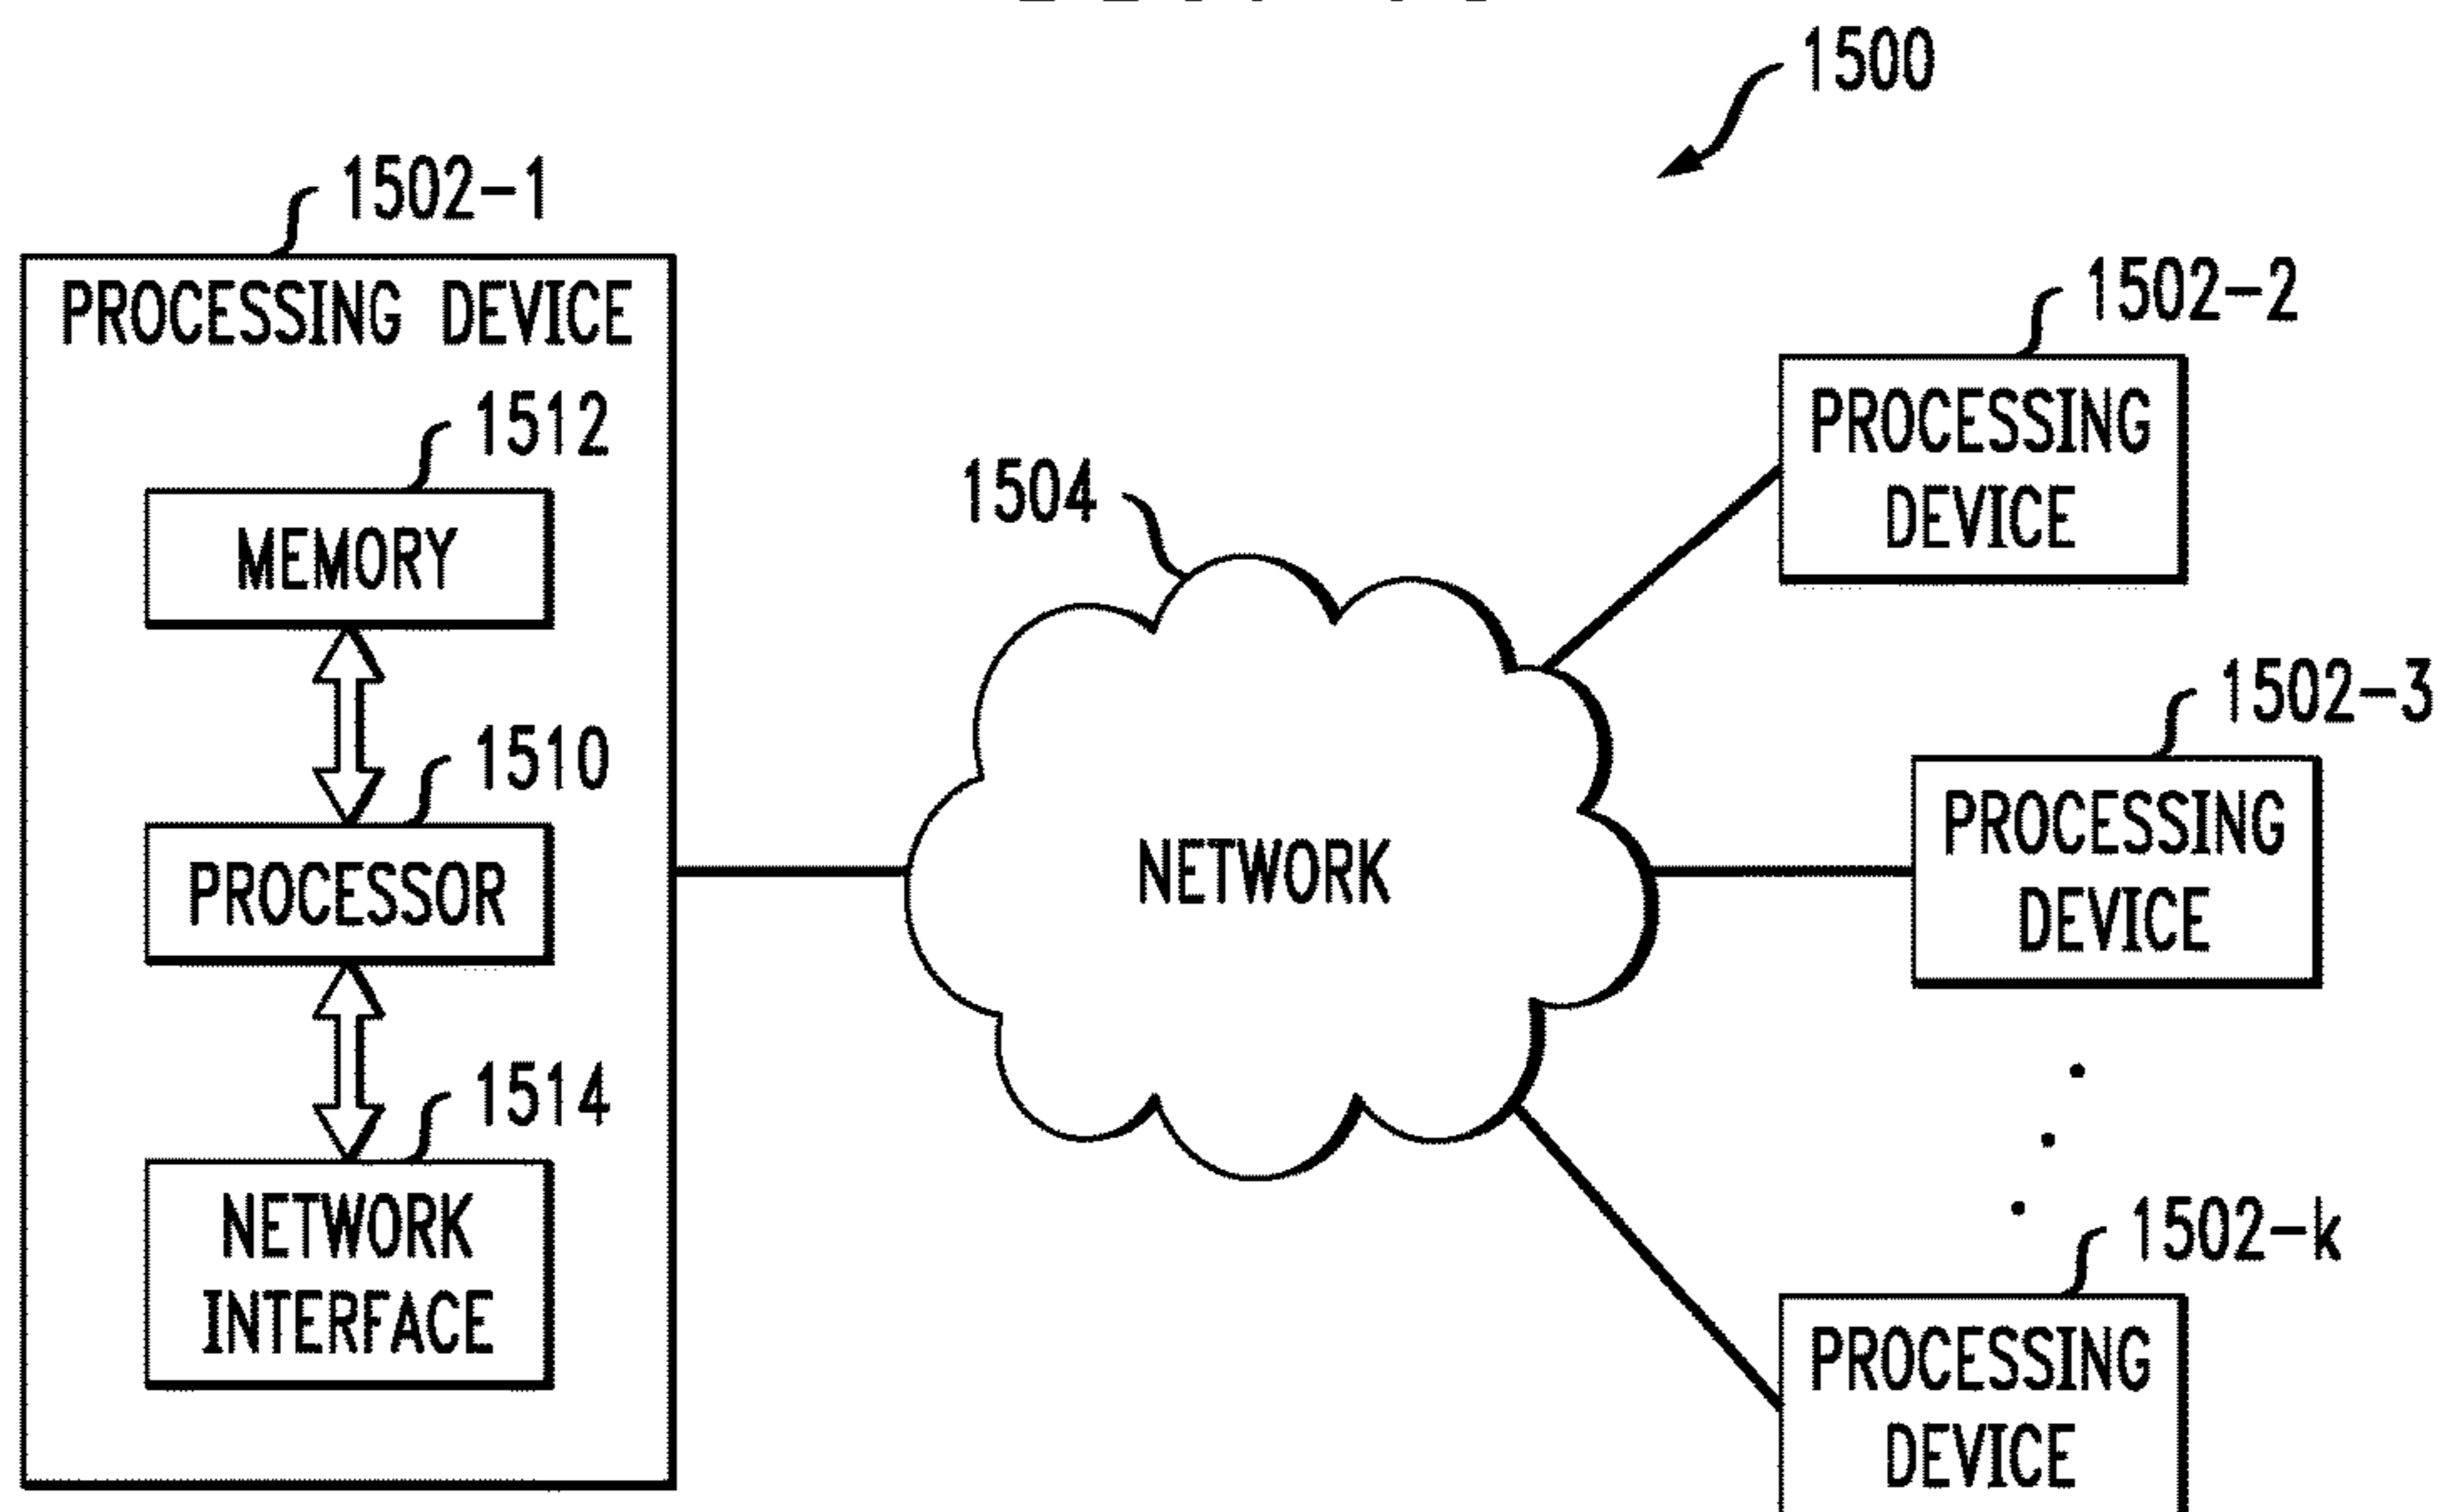 1500
1502-1
PROCESSING DEVICE
1512
MEMORY
1510
PROCESSOR
1514
NETWORK
INTERFACE
1504
NETWORK
1502-2
PROCESSING
DEVICE
1502-3
PROCESSING
DEVICE
1502-k
PROCESSING
DEVICE